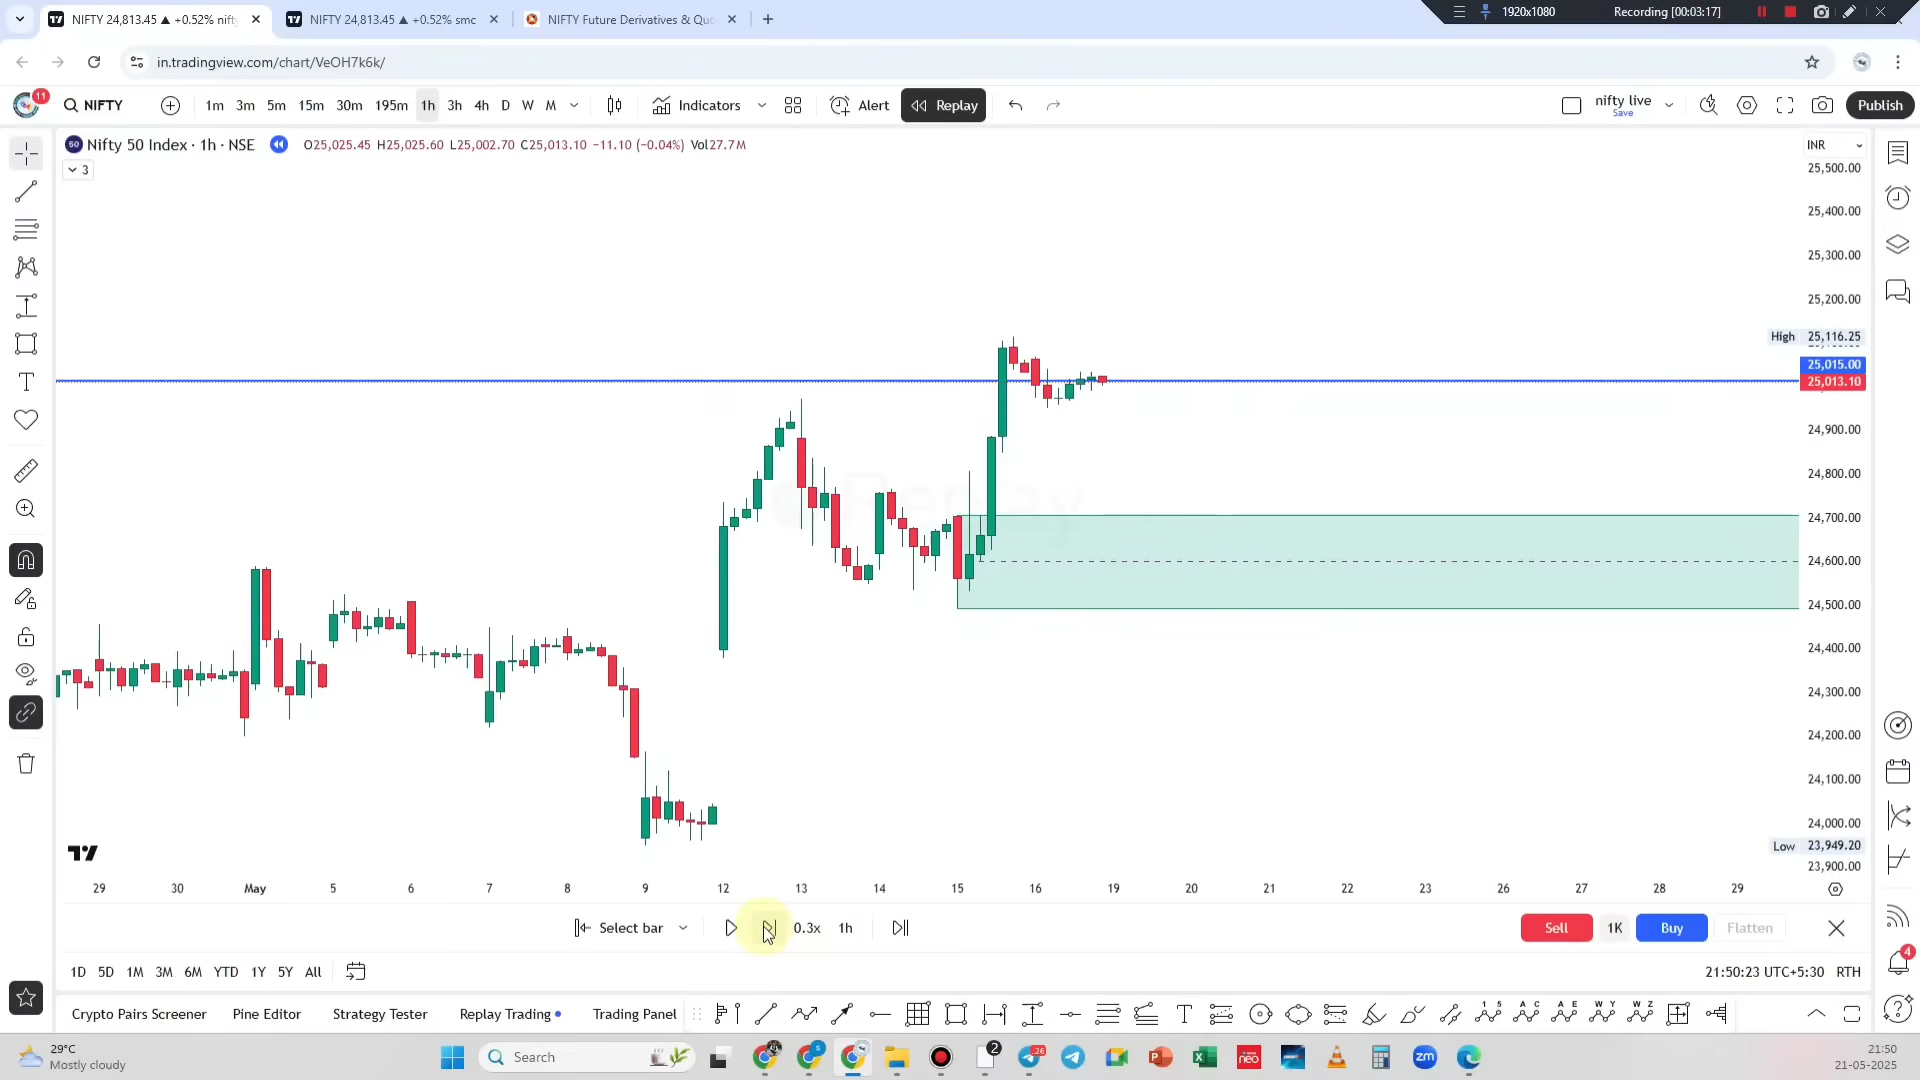 NIFTY 24,813.45 ▲ +0.52% nift
NIFTY 24,813.45 ▲ +0.52% smc
NIFTY Future Derivatives & Qu
1920x1080
Recording [00:03:17]
in.tradingview.com/chart/VeOH7k6k/
11
NIFTY
1m 3m 5m 15m 30m 195m 1h 3h 4h D W M
Indicators
Alert
Replay
nifty live
Save
Publish
50 Nifty 50 Index · 1h · NSE
O25,025.45 H25,025.60 L25,002.70 C25,013.10 −11.10 (−0.04%) Vol27.7M
3
INR
25,500.00
25,400.00
25,300.00
25,200.00
High 25,116.25
25,015.00
25,013.10
24,900.00
24,800.00
Replay
24,700.00
24,600.00
24,500.00
24,400.00
24,300.00
24,200.00
24,100.00
24,000.00
Low 23,949.20
23,900.00
29 30 May 5 6 7 8 9 12 13 14 15 16 19 20 21 22 23 26 27 28 29
Select bar
0.3x 1h
Sell 1K Buy Flatten
1D 5D 1M 3M 6M YTD 1Y 5Y All
21:50:23 UTC+5:30 RTH
4
Crypto Pairs Screener Pine Editor Strategy Tester Replay Trading Trading Panel
29°C
Mostly cloudy
Search
2
26
neo
zm
21:50
21-05-2025